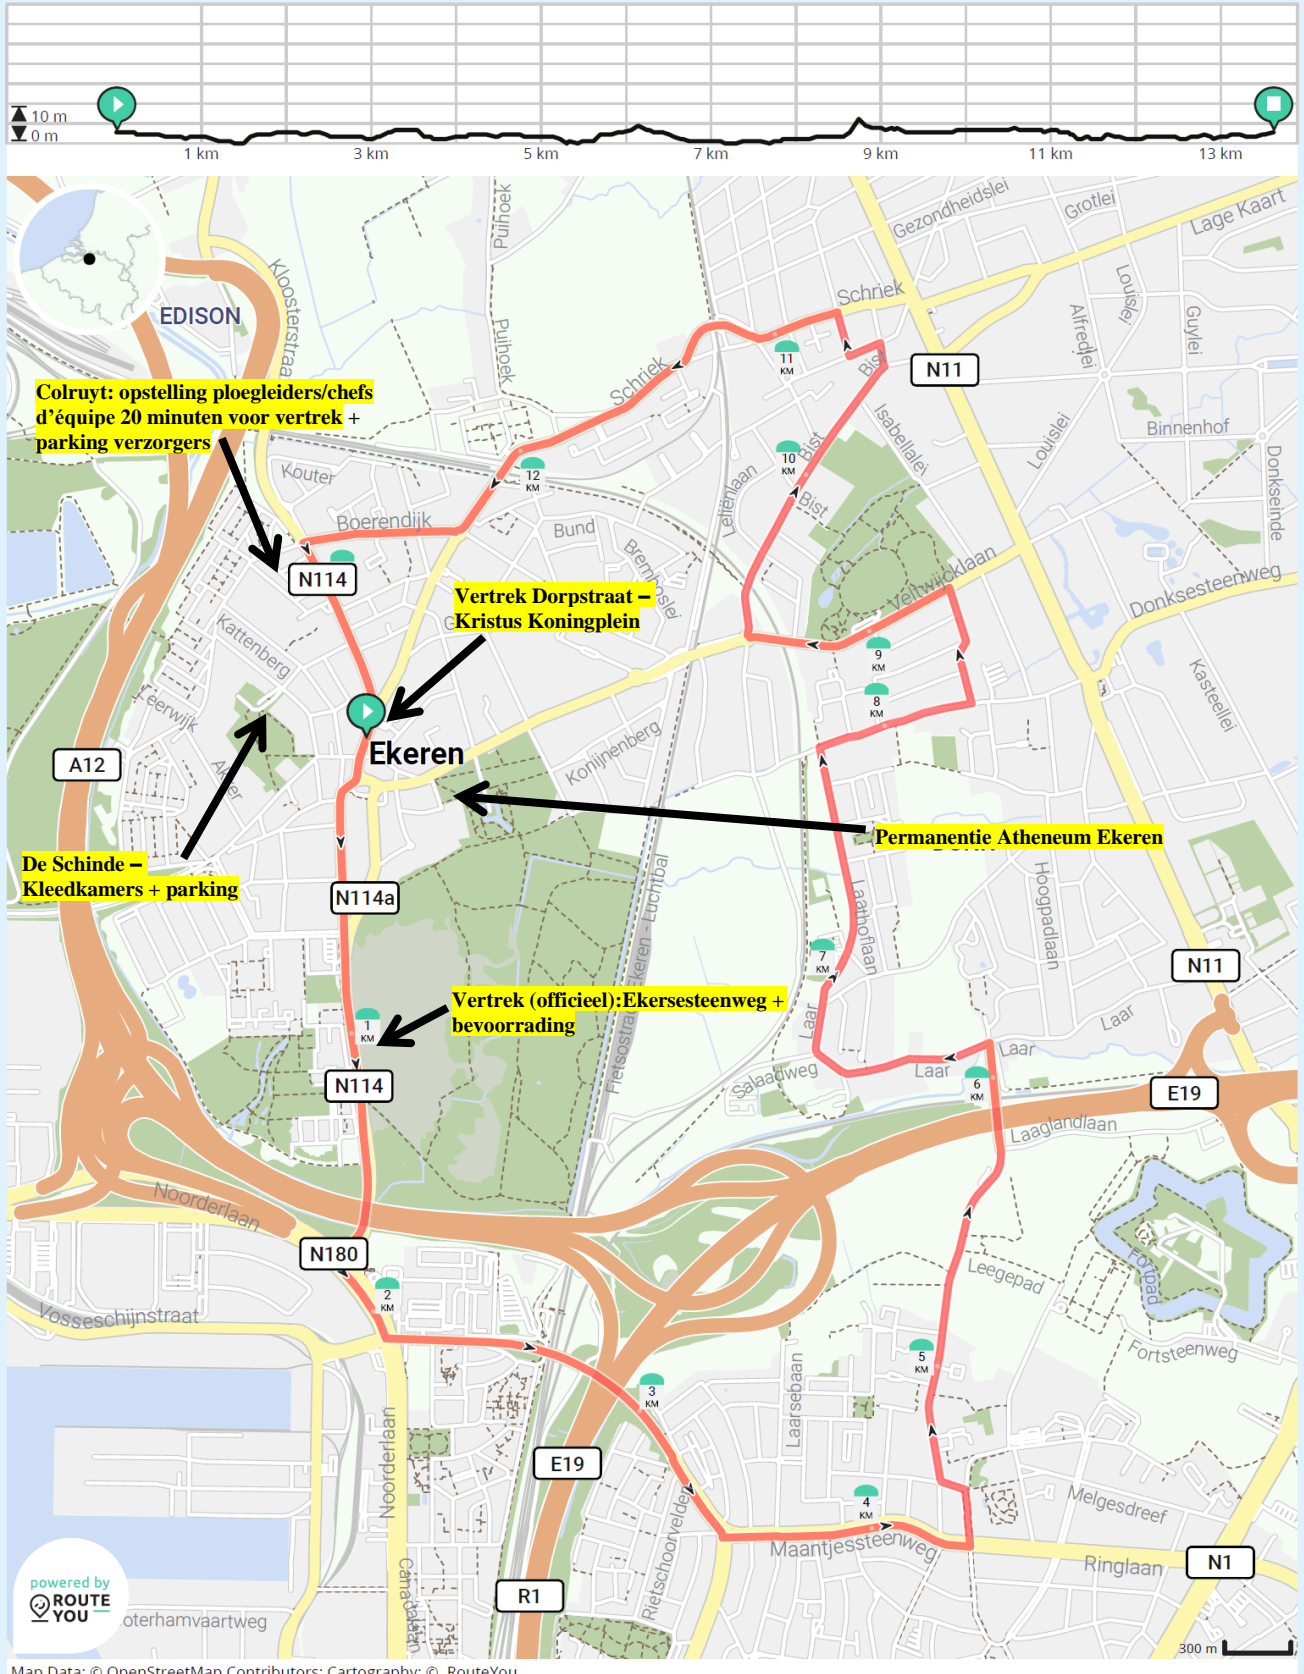 10 m
0 m
1 km
3 km
5 km
7 km
9 km
11 km
13 km
Puihoek
Gezondheidslei
Grotlei
Lage Kaart
Kloosterstraat
EDISON
Schriek
Louislei
Alfredlei
Guylei
Puihoek
11
KM
Bist
N11
Schriek
Colruyt: opstelling ploegleiders/chefs
d'équipe 20 minuten voor vertrek +
parking verzorgers
Isabellalei
Louislei
Binnenhof
Donkseinde
Kouter
12
KM
10
KM
Bist
Leliënlaan
Bist
Boerendijk
Bund
Brembloslei
N114
Veltwijcklaan
Donksesteenweg
Vertrek Dorpstraat –
Kristus Koningplein
Kattenberg
9
KM
8
KM
Kasteellei
Leerwijk
Ekeren
Konijnenberg
A12
Akker
Permanentie Atheneum Ekeren
De Schinde –
Kleedkamers + parking
N114a
Laathoflaan
Hoogpadlaan
7
KM
N11
Vertrek (officieel):Ekersesteenweg +
bevoorrading
1
KM
Laar
Laar
Laar
Laar
N114
Salaadweg
6
KM
E19
Laaglandlaan
Noorderlaan
N180
Leegepad
Fortpad
2
KM
Vosseschijnstraat
5
KM
Fortsteenweg
3
KM
Laarsebaan
Noorderlaan
E19
4
KM
Melgesdreef
Maantjessteenweg
Rietschoorvelden
Ringlaan
N1
R1
Canadalaan
powered by
ROUTE
YOU
oterhamvaartweg
300 m
Map Data: © OpenStreetMap Contributors; Cartography: © RouteYou